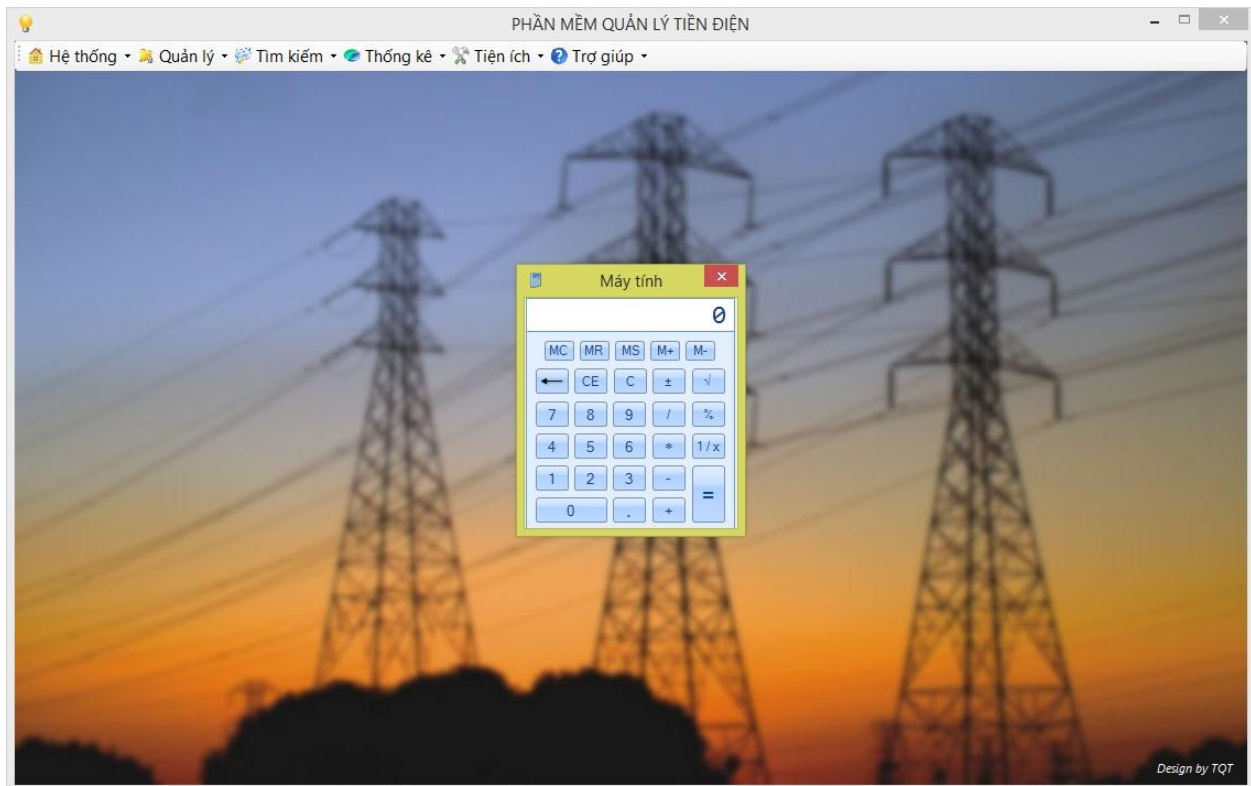 PHẦN MỀM QUẢN LÝ TIỀN ĐIỆN
Hệ thống Quản lý Tìm kiếm Thống kê Tiện ích Trợ giúp
Máy tính
0
MC MR MS M+ M-
← CE C ± √
7 8 9 / %
4 5 6 * 1/x
1 2 3 - =
0 . +
Design by TQT